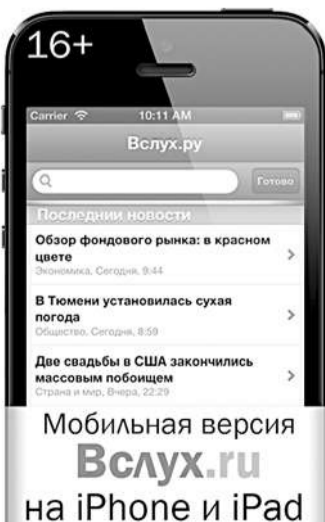 16+
Carrier 10:11 AM
Вслух.ру
Готово
Последнии новости
Обзор фондового рынка: в красном
цвете
Экономика, Сегодня, 9:44
В Тюмени установилась сухая
погода
Общество, Сегодня, 8:59
Две свадьбы в США закончились
массовым побоищем
Страна и мир, Вчера, 22:29
Мобильная версия
Вслух.ru
на iPhone и iPad